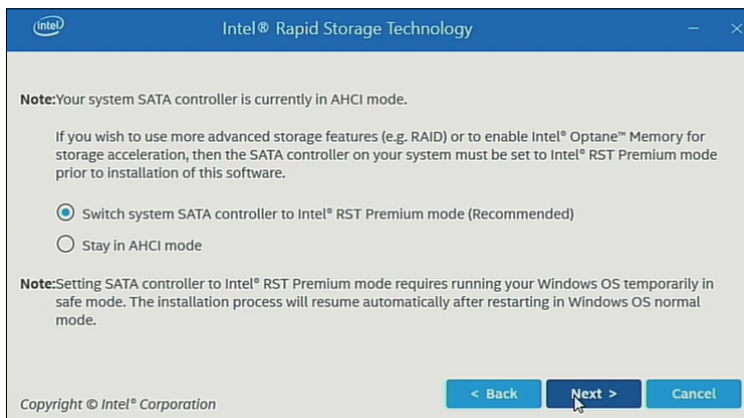 intel
Intel® Rapid Storage Technology
Note:Your system SATA controller is currently in AHCI mode.
If you wish to use more advanced storage features (e.g. RAID) or to enable Intel® Optane™ Memory for
storage acceleration, then the SATA controller on your system must be set to Intel® RST Premium mode
prior to installation of this software.
Switch system SATA controller to Intel® RST Premium mode (Recommended)
Stay in AHCI mode
Note:Setting SATA controller to Intel® RST Premium mode requires running your Windows OS temporarily in
safe mode. The installation process will resume automatically after restarting in Windows OS normal
mode.
< Back
Next >
Cancel
Copyright © Intel® Corporation